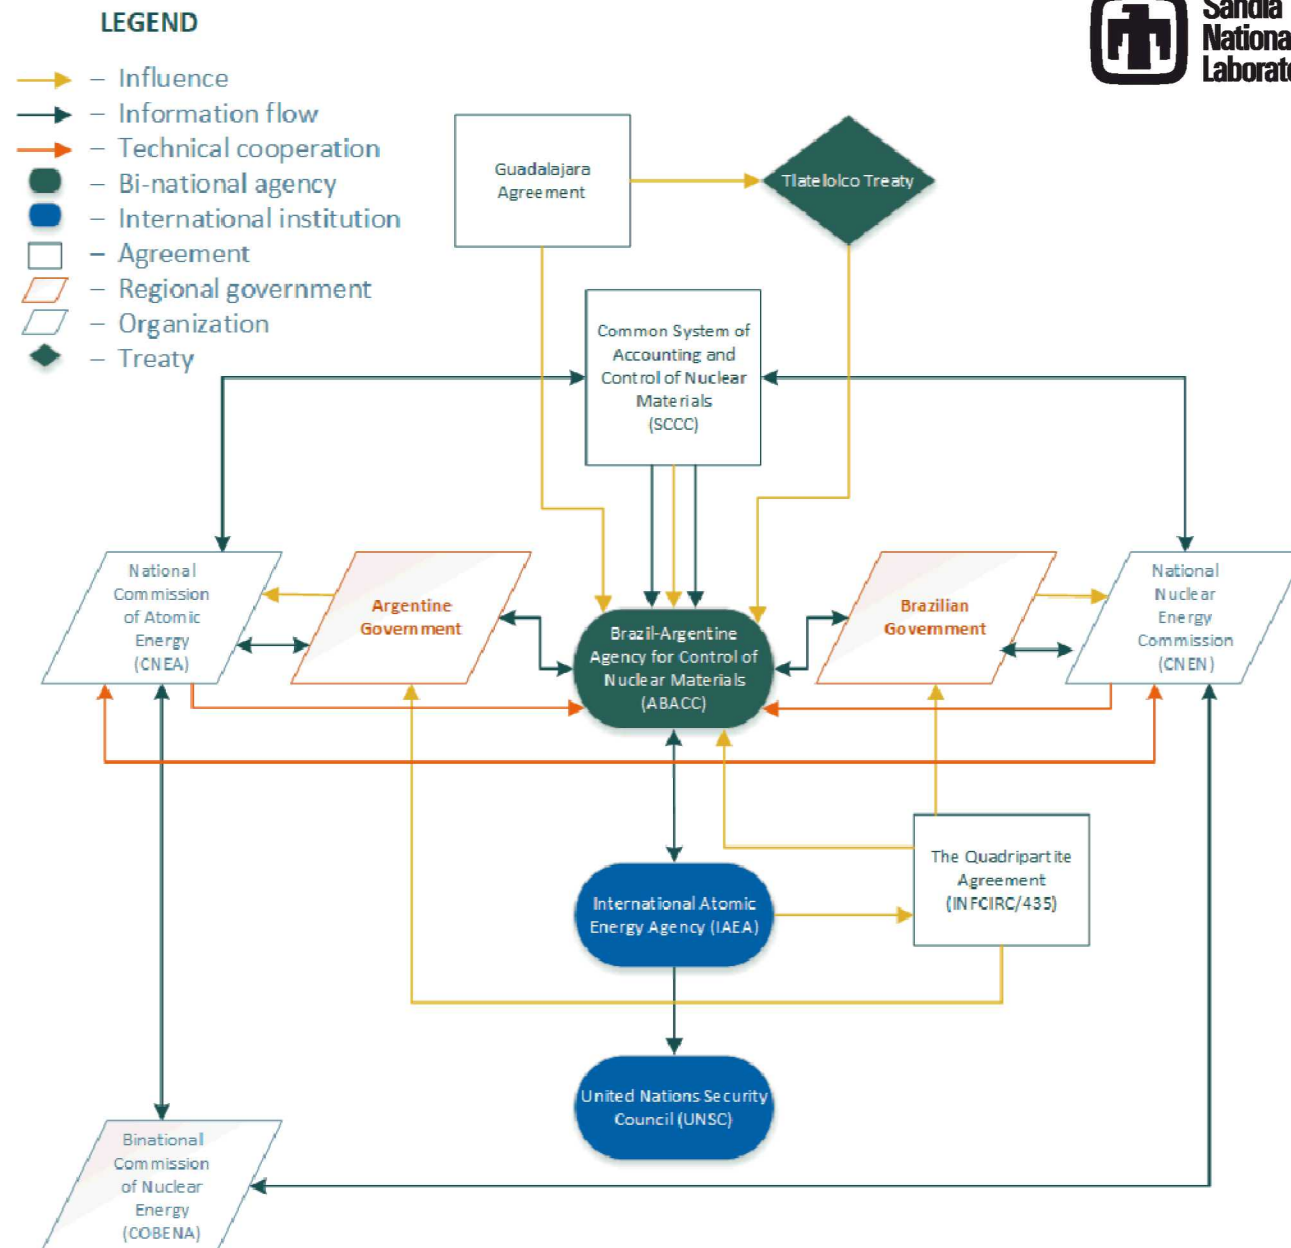 LEGEND
– Influence
– Information flow
– Technical cooperation
– Bi-national agency
– International institution
– Agreement
– Regional government
– Organization
– Treaty
Sandia
National
Guadalajara
Agreement
Tlatelolco Treaty
Common System of
Accounting and
Control of Nuclear
Materials
(SCCC)
National
Commission
of Atomic
Energy
(CNEA)
Argentine
Government
Brazil-Argentine
Agency for Control of
Nuclear Materials
(ABACC)
Brazilian
Government
National
Nuclear
Energy
Commission
(CNEN)
The Quadripartite
Agreement
(INFCIRC/435)
International Atomic
Energy Agency (IAEA)
United Nations Security
Council (UNSC)
Binational
Commission
of Nuclear
Energy
(COBENA)